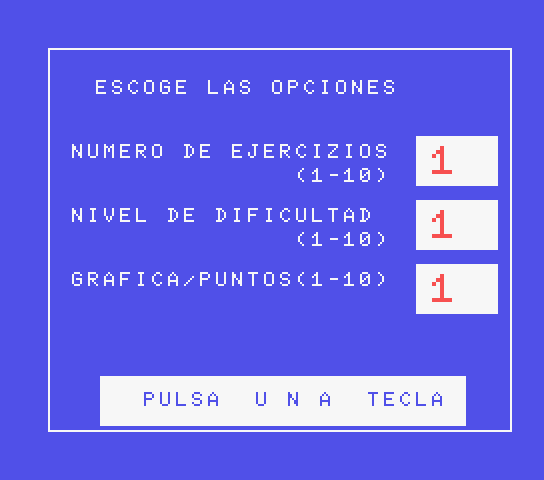 ESCOGE LAS OPCIONES
NUMERO DE EJERCIZIOS 1
(1-10)
NIVEL DE DIFICULTAD 1
(1-10)
GRAFICA/PUNTOS(1-10) 1
PULSA U N A TECLA